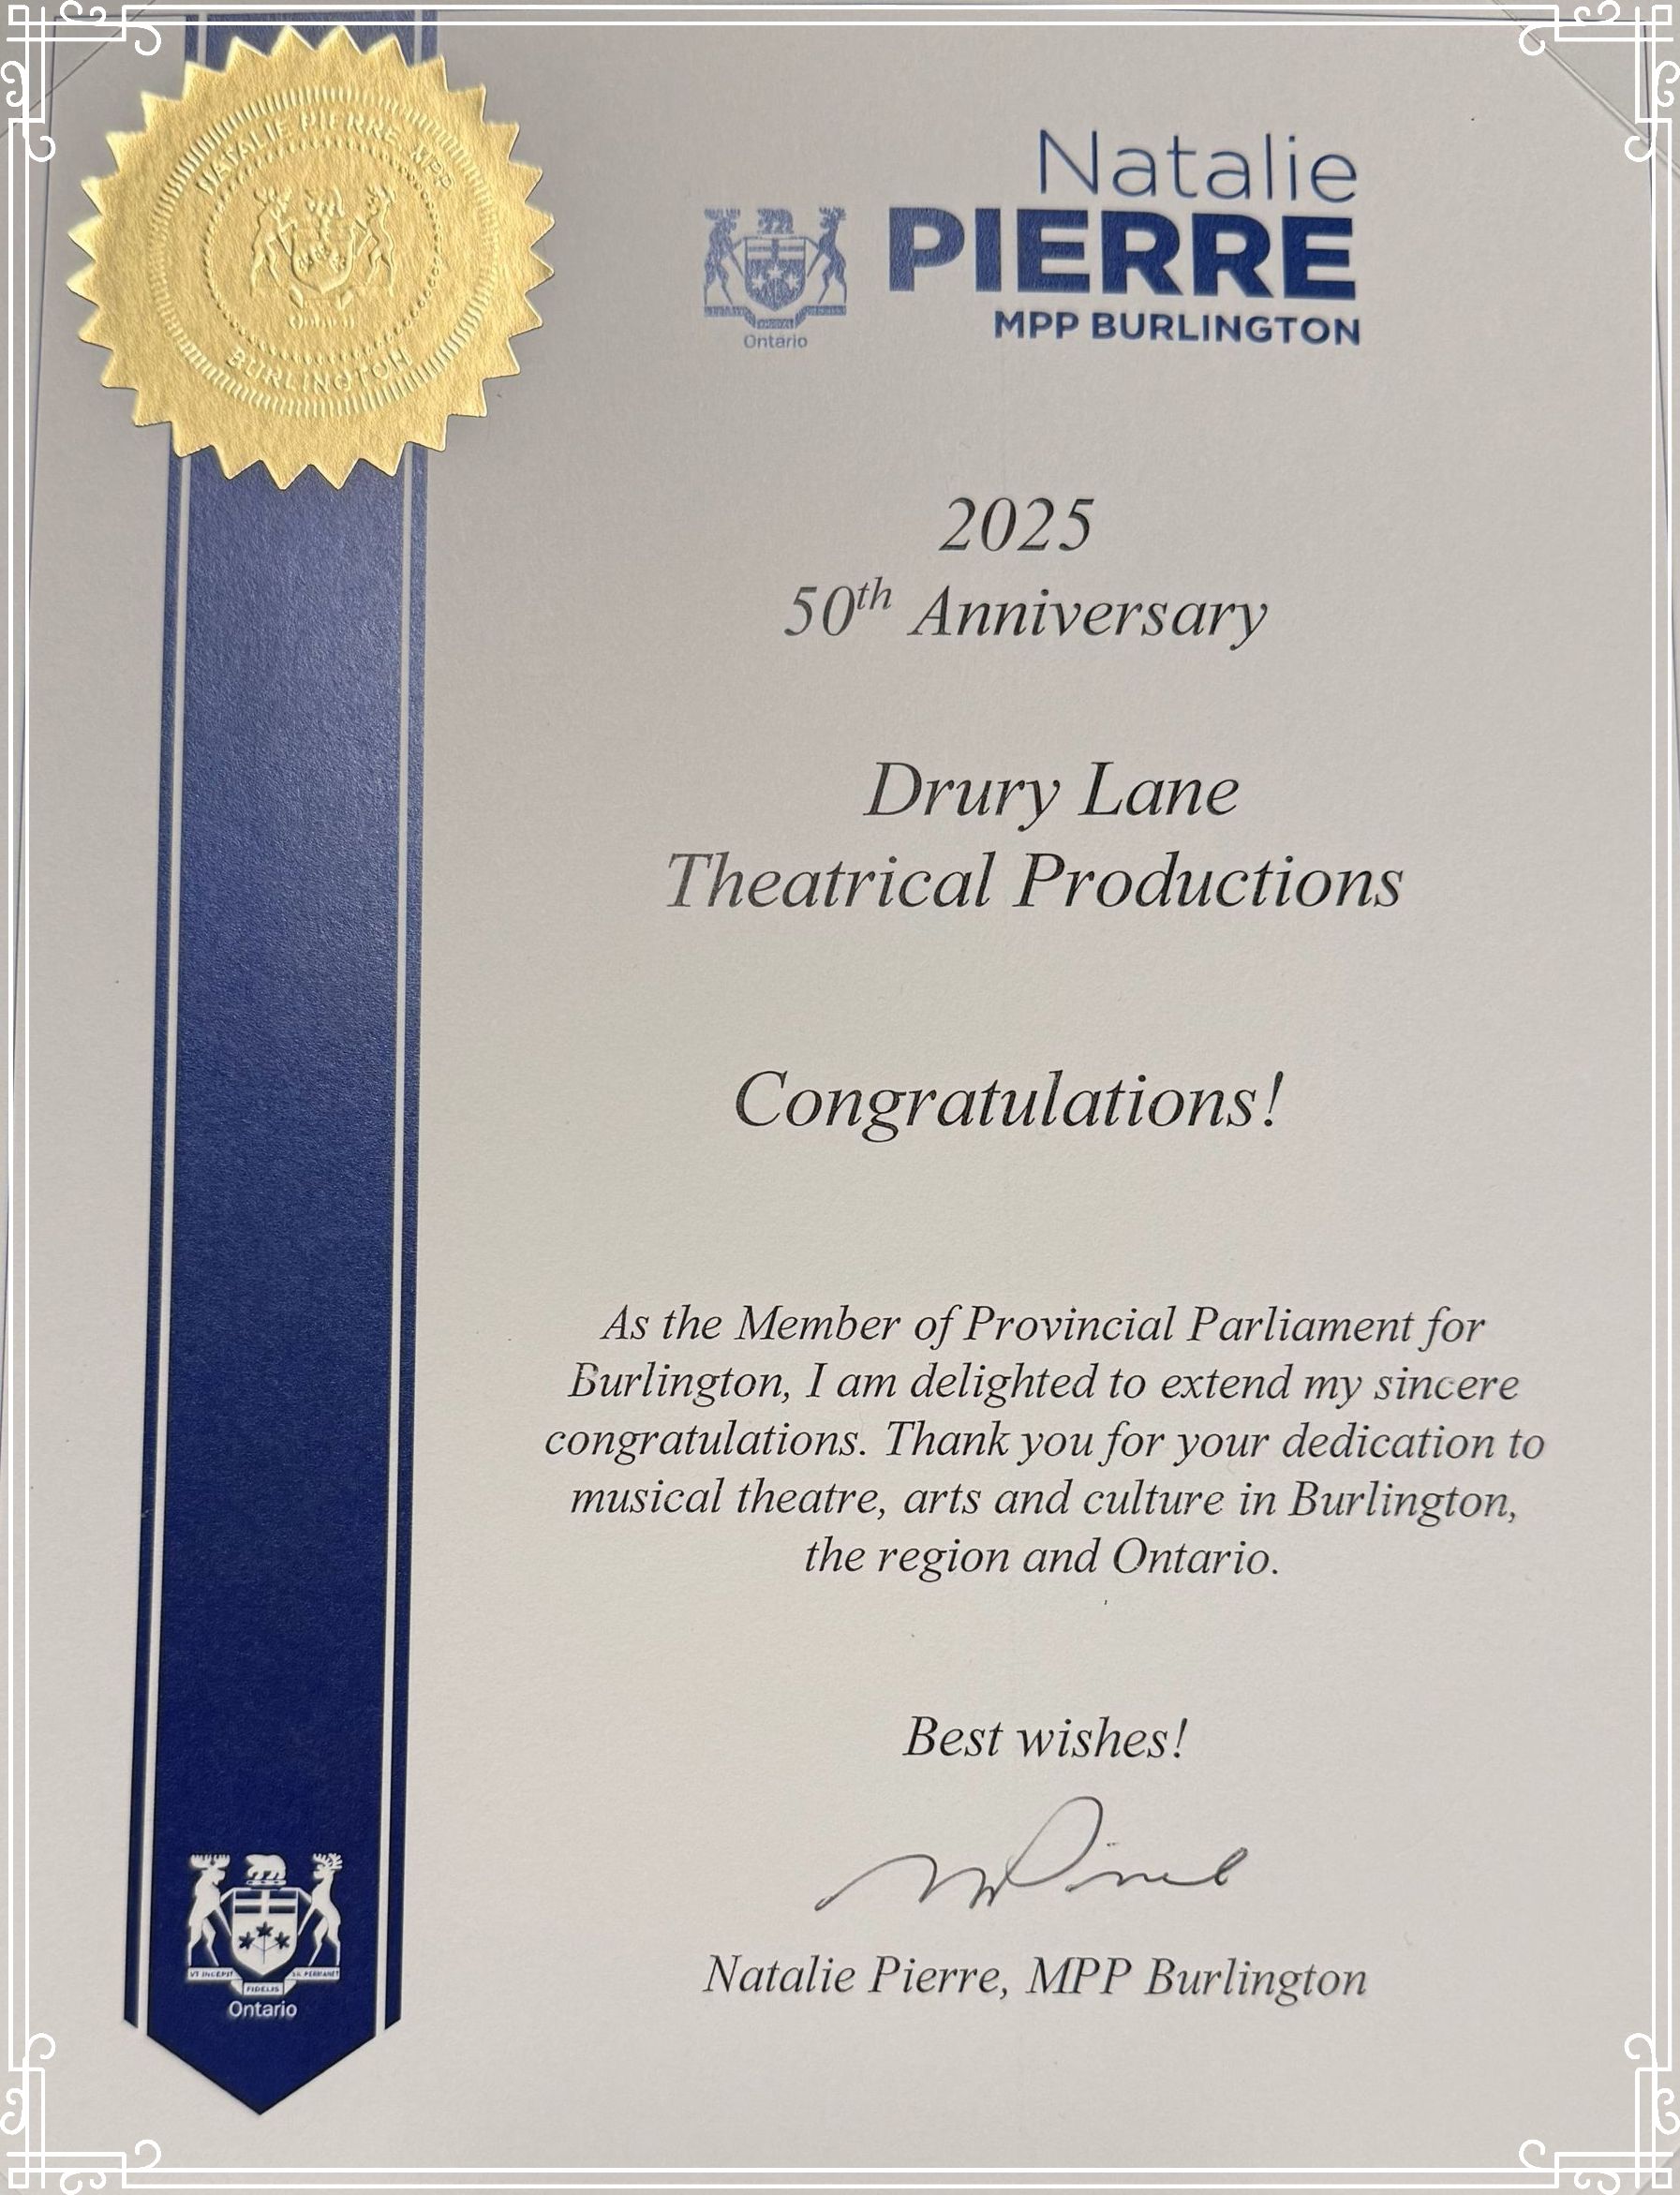 NATALIE PIERRE MPP
Ontario
BURLINGTON
Natalie
PIERRE
MPP BURLINGTON
Ontario
2025
50th Anniversary
Drury Lane
Theatrical Productions
Congratulations!
As the Member of Provincial Parliament for
Burlington, I am delighted to extend my sincere
congratulations. Thank you for your dedication to
musical theatre, arts and culture in Burlington,
the region and Ontario.
Best wishes!
Natalie Pierre, MPP Burlington
VT INCEPIT
FIDELIS
SIC PERMANET
Ontario